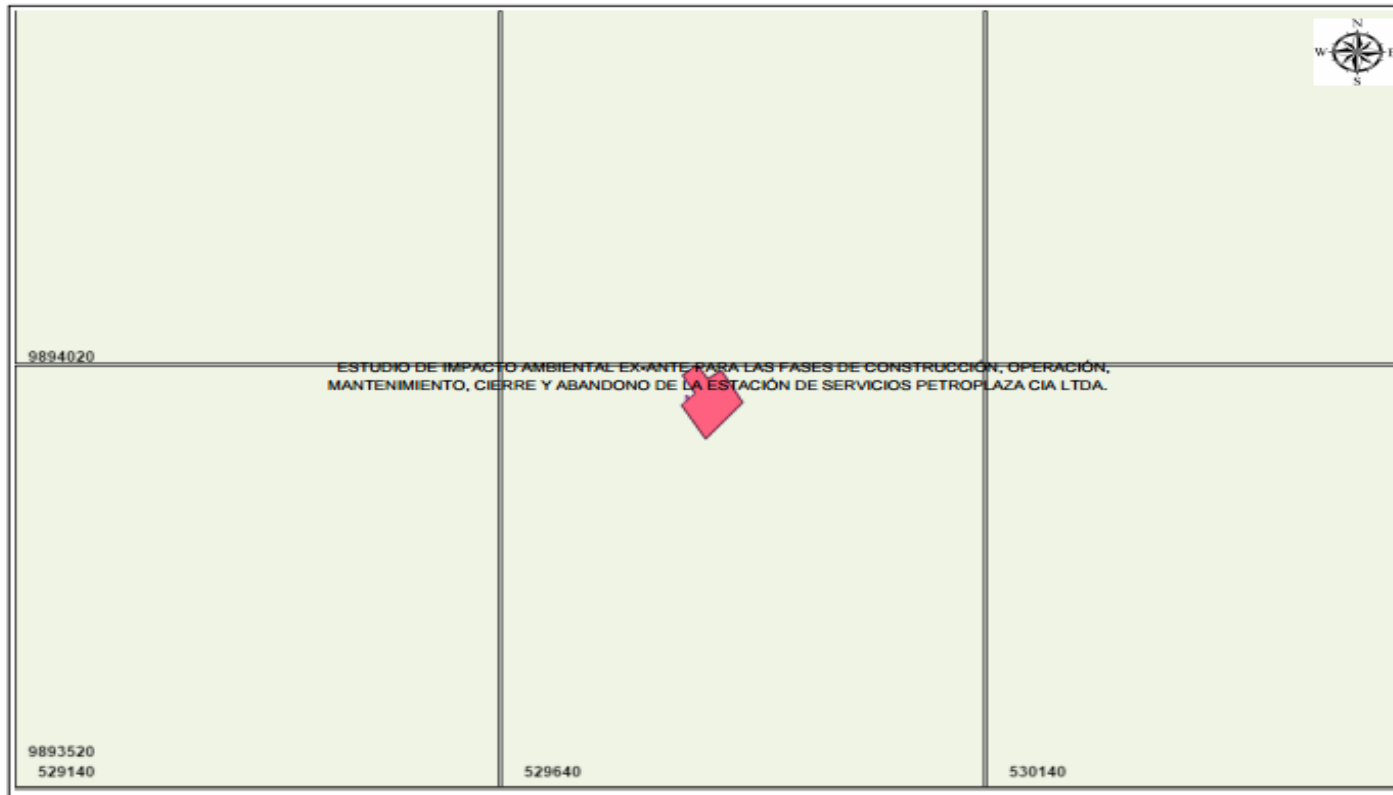 N
W E
S
9894020
ESTUDIO DE IMPACTO AMBIENTAL EX-ANTE PARA LAS FASES DE CONSTRUCCIÓN, OPERACIÓN,
MANTENIMIENTO, CIERRE Y ABANDONO DE LA ESTACIÓN DE SERVICIOS PETROPLAZA CIA LTDA.
9893520
529140 529640 530140